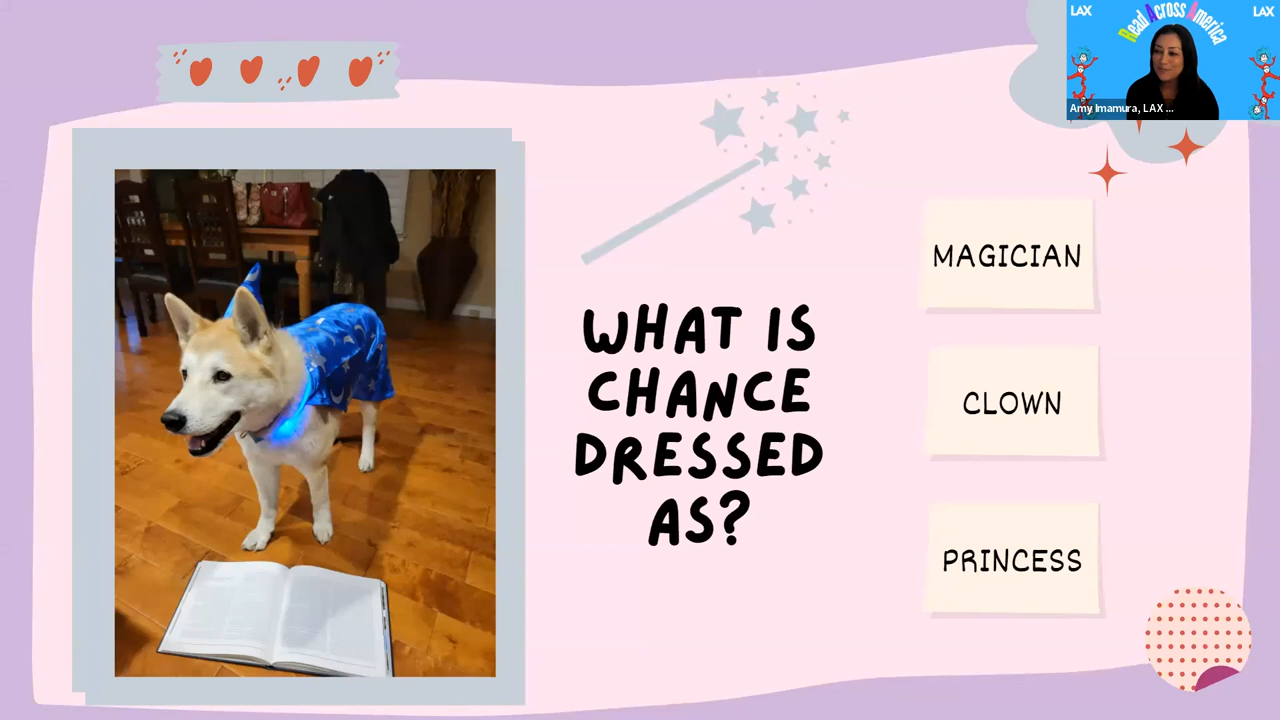 LAX
Read Across America
LAX
Amy Imamura, LAX ...
WHAT IS
CHANCE
DRESSED
AS?
MAGICIAN
CLOWN
PRINCESS